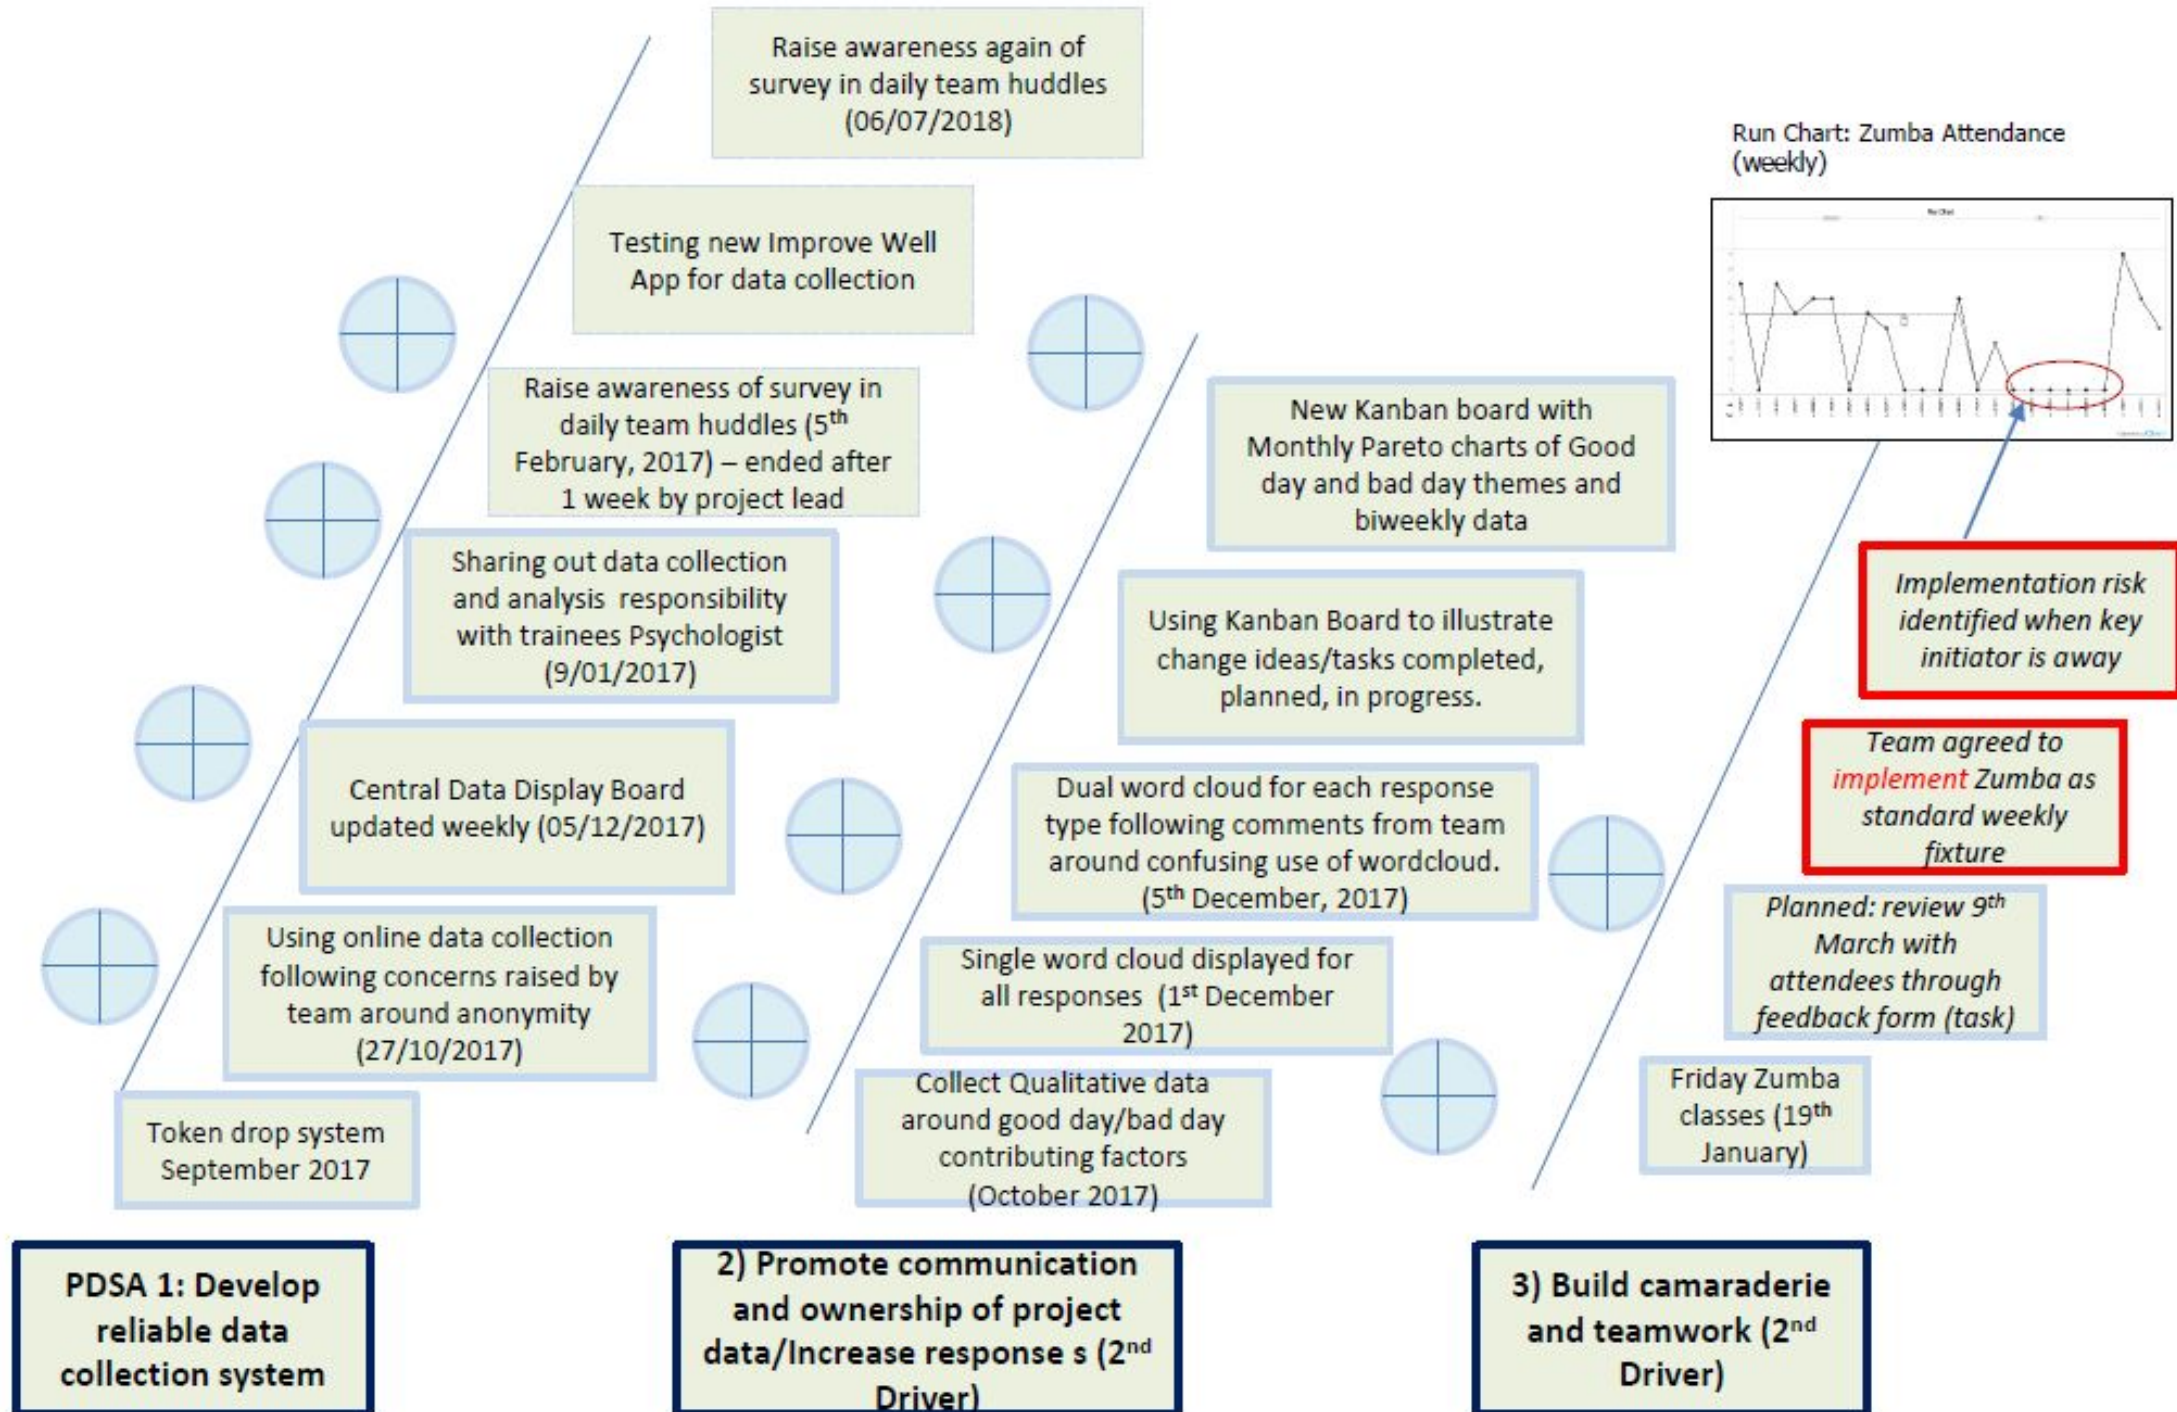 Raise awareness again of
survey in daily team huddles
(06/07/2018)
Testing new Improve Well
App for data collection
Raise awareness of survey in
daily team huddles (5th
February, 2017) – ended after
1 week by project lead
Sharing out data collection
and analysis responsibility
with trainees Psychologist
(9/01/2017)
Central Data Display Board
updated weekly (05/12/2017)
Using online data collection
following concerns raised by
team around anonymity
(27/10/2017)
Token drop system
September 2017
PDSA 1: Develop
reliable data
collection system
New Kanban board with
Monthly Pareto charts of Good
day and bad day themes and
biweekly data
Using Kanban Board to illustrate
change ideas/tasks completed,
planned, in progress.
Dual word cloud for each response
type following comments from team
around confusing use of wordcloud.
(5th December, 2017)
Single word cloud displayed for
all responses (1st December
2017)
Collect Qualitative data
around good day/bad day
contributing factors
(October 2017)
2) Promote communication
and ownership of project
data/Increase response s (2nd
Driver)
Run Chart: Zumba Attendance
(weekly)
Run Chart
Implementation risk
identified when key
initiator is away
Team agreed to
implement Zumba as
standard weekly
fixture
Planned: review 9th
March with
attendees through
feedback form (task)
Friday Zumba
classes (19th
January)
3) Build camaraderie
and teamwork (2nd
Driver)